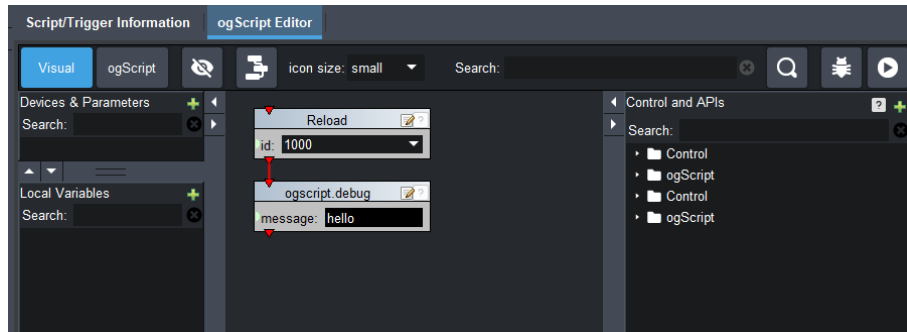 Script/Trigger Information ogScript Editor
Visual ogScript icon size: small Search:
Devices & Parameters
Search:
Local Variables
Search:
Reload ?
id: 1000
ogscript.debug ?
message: hello
Control and APIs ?
Search:
Control
ogScript
Control
ogScript